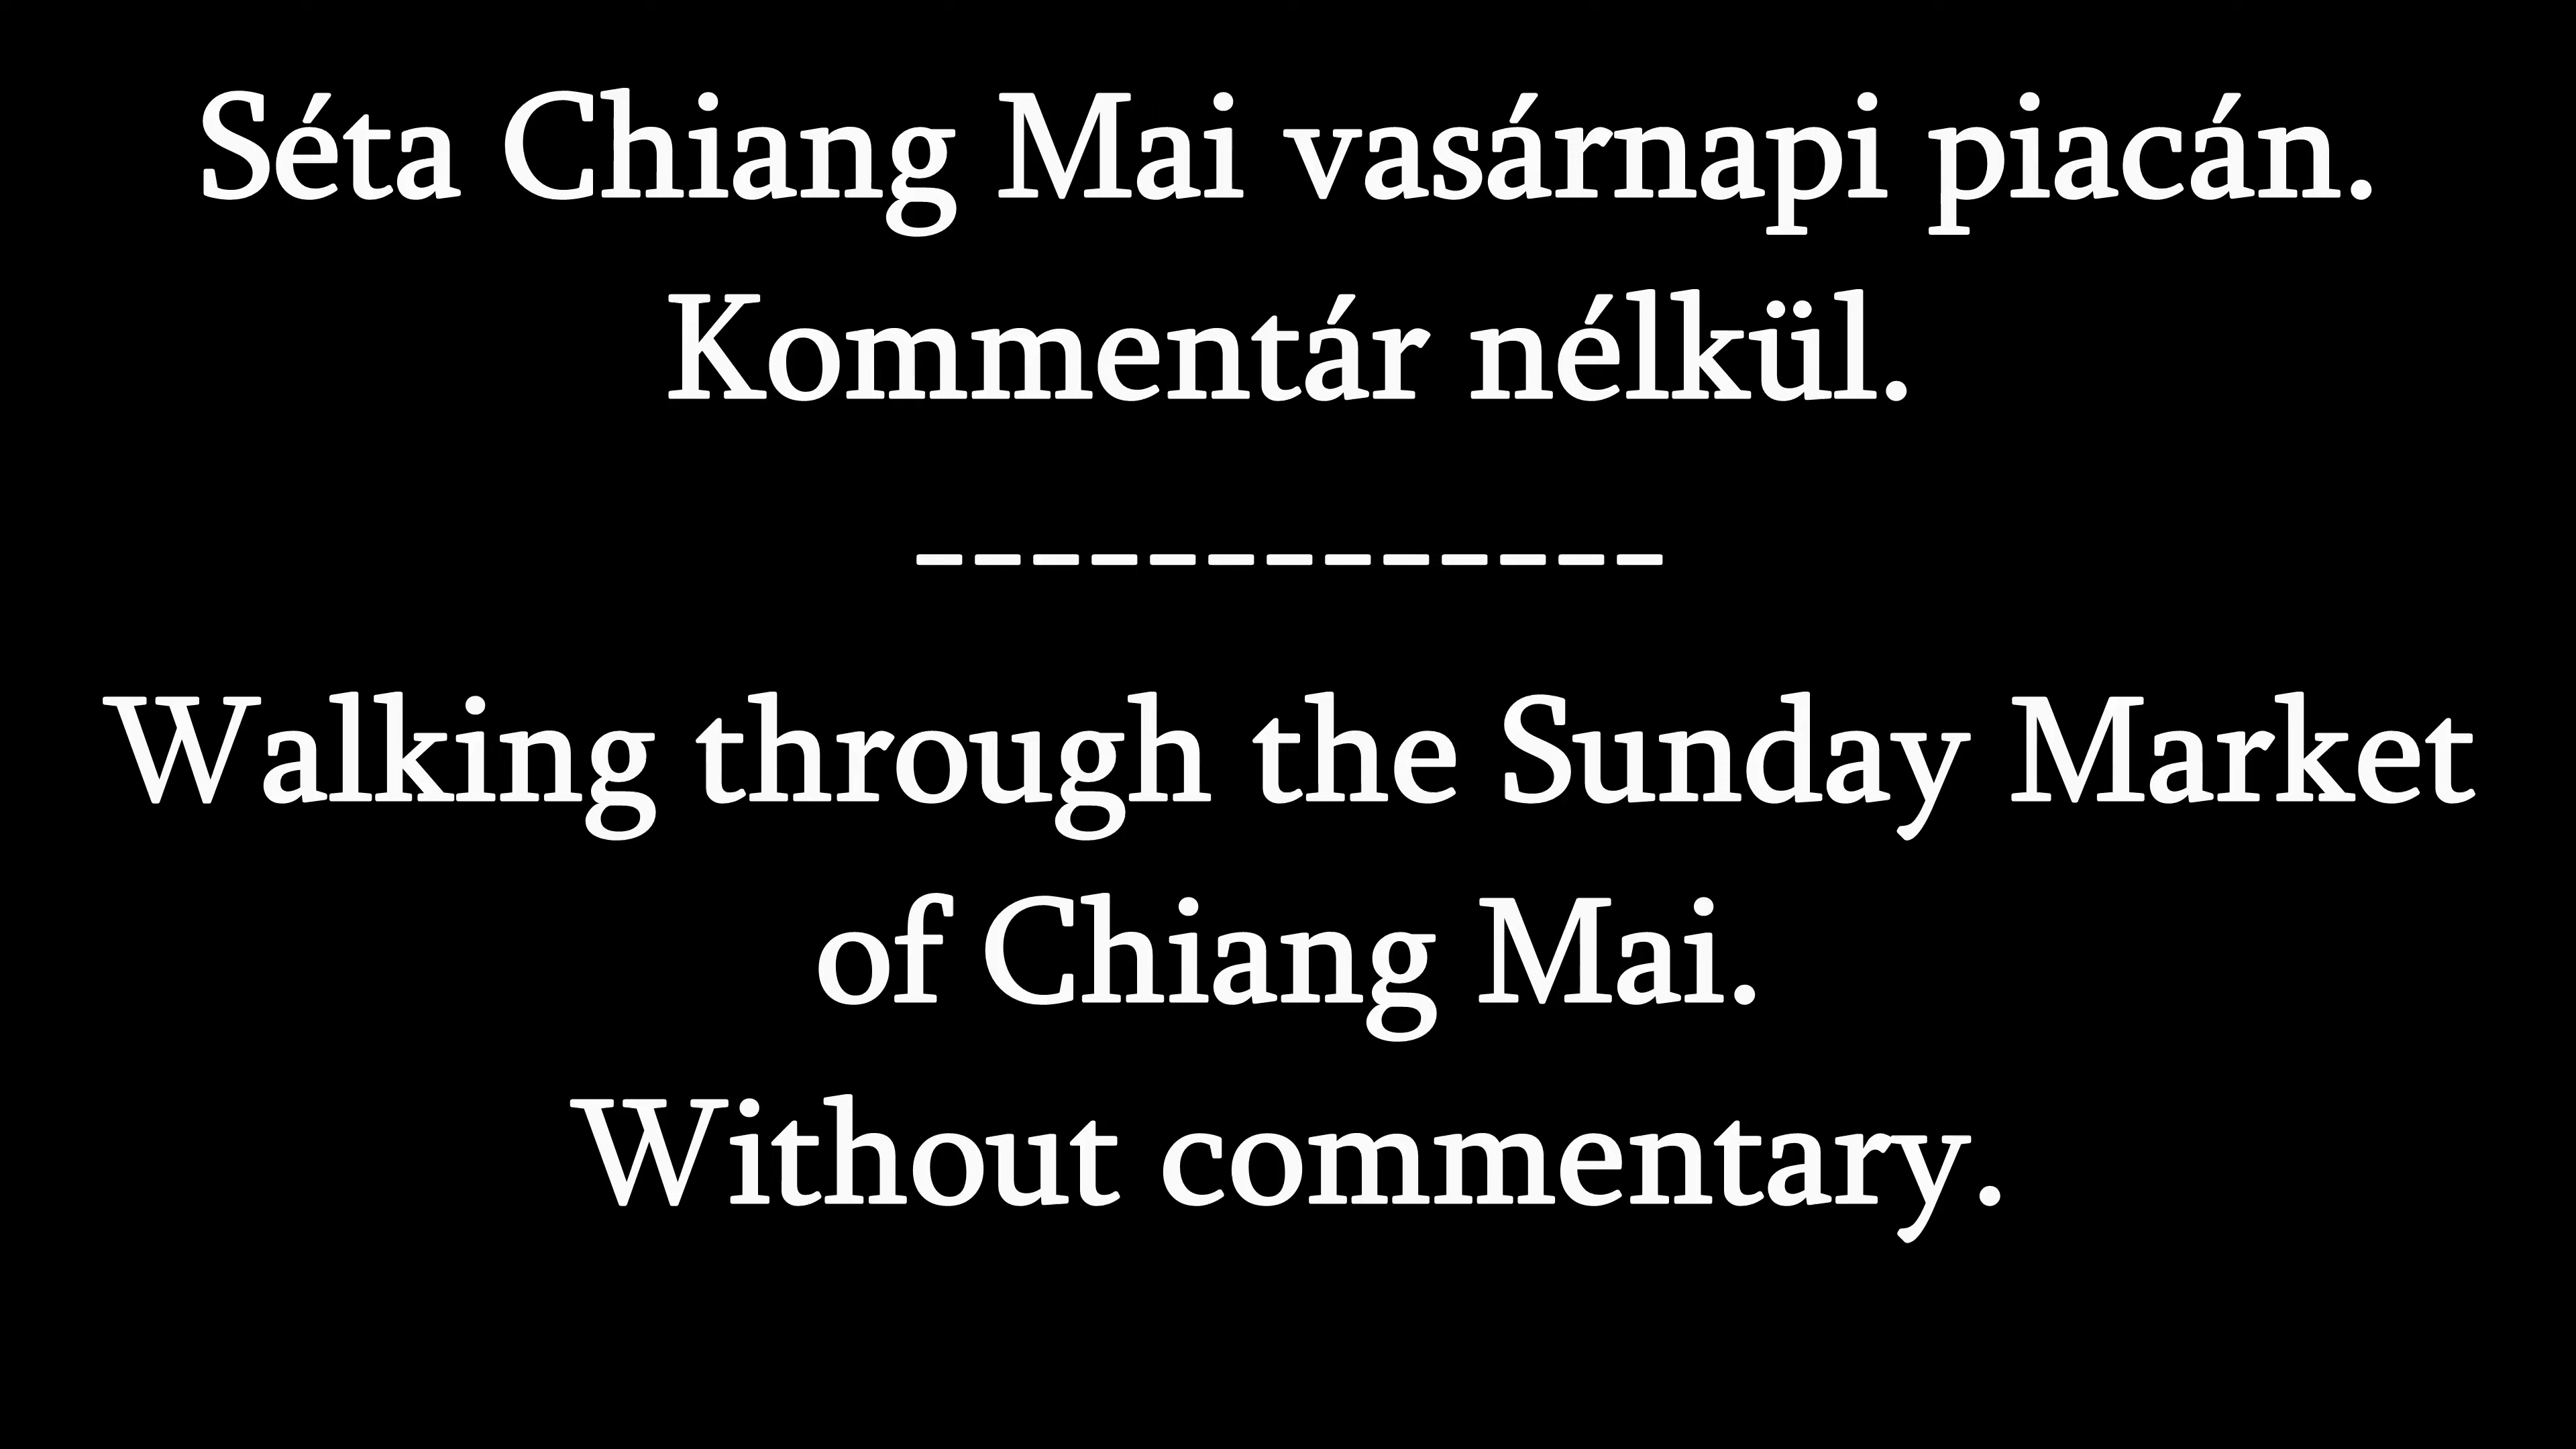 Séta Chiang Mai vasárnapi piacán.
Kommentár nélkül.
-------------
Walking through the Sunday Market
of Chiang Mai.
Without commentary.